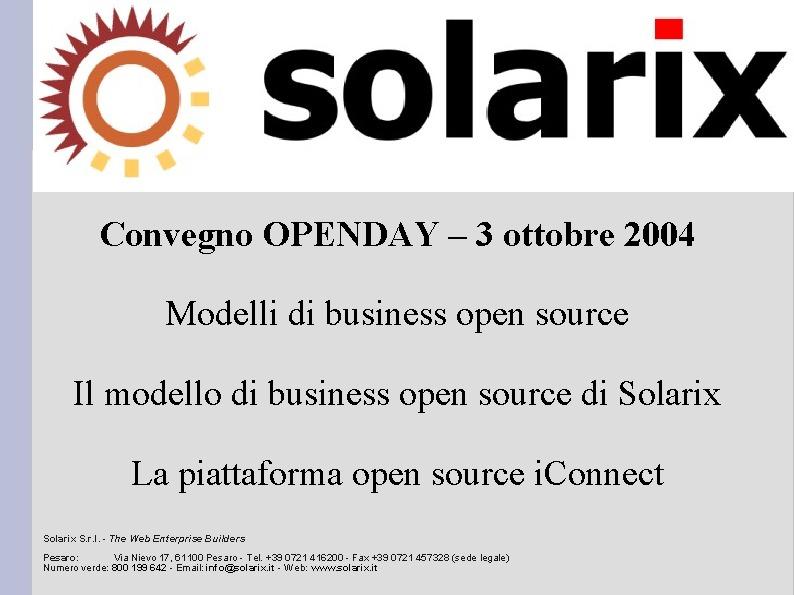 solarix
Convegno OPENDAY – 3 ottobre 2004
Modelli di business open source
Il modello di business open source di Solarix
La piattaforma open source iConnect
Solarix S.r.l. - The Web Enterprise Builders
Pesaro: Via Nievo 17, 61100 Pesaro - Tel. +39 0721 416200 - Fax +39 0721 457328 (sede legale)
Numero verde: 800 199 642 - Email: info@solarix.it - Web: www.solarix.it